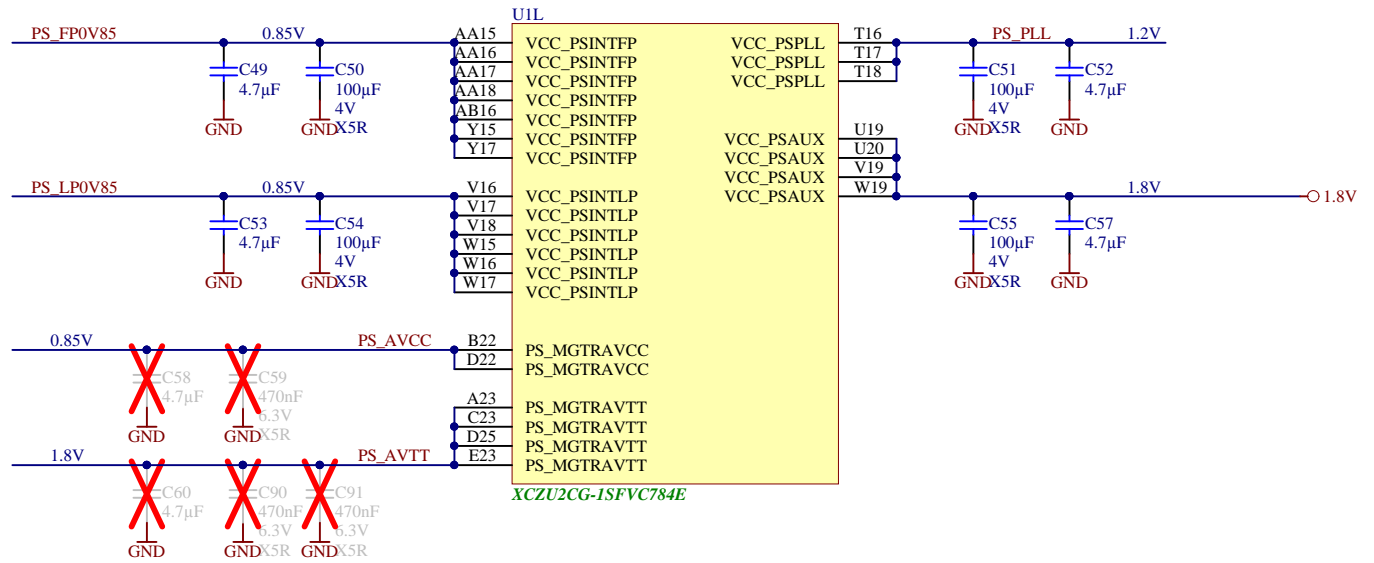 U1L
PS_FP0V85 0.85V
C49
4.7µF
GND
C50
100µF
4V
X5R
GND
AA15 VCC_PSINTFP
AA16 VCC_PSINTFP
AA17 VCC_PSINTFP
AA18 VCC_PSINTFP
AB16 VCC_PSINTFP
Y15 VCC_PSINTFP
Y17 VCC_PSINTFP
VCC_PSPLL T16
VCC_PSPLL T17
VCC_PSPLL T18
PS_PLL 1.2V
C51
100µF
4V
X5R
GND
C52
4.7µF
GND
PS_LP0V85 0.85V
C53
4.7µF
GND
C54
100µF
4V
X5R
GND
V16 VCC_PSINTLP
V17 VCC_PSINTLP
V18 VCC_PSINTLP
W15 VCC_PSINTLP
W16 VCC_PSINTLP
W17 VCC_PSINTLP
VCC_PSAUX U19
VCC_PSAUX U20
VCC_PSAUX V19
VCC_PSAUX W19
1.8V 1.8V
C55
100µF
4V
X5R
GND
C57
4.7µF
GND
0.85V PS_AVCC
C58
4.7µF
GND
C59
470nF
6.3V
X5R
GND
B22 PS_MGTRAVCC
D22 PS_MGTRAVCC
A23 PS_MGTRAVTT
C23 PS_MGTRAVTT
D25 PS_MGTRAVTT
E23 PS_MGTRAVTT
1.8V PS_AVTT
C60
4.7µF
GND
C90
470nF
6.3V
X5R
GND
C91
470nF
6.3V
X5R
GND
XCZU2CG-1SFVC784E